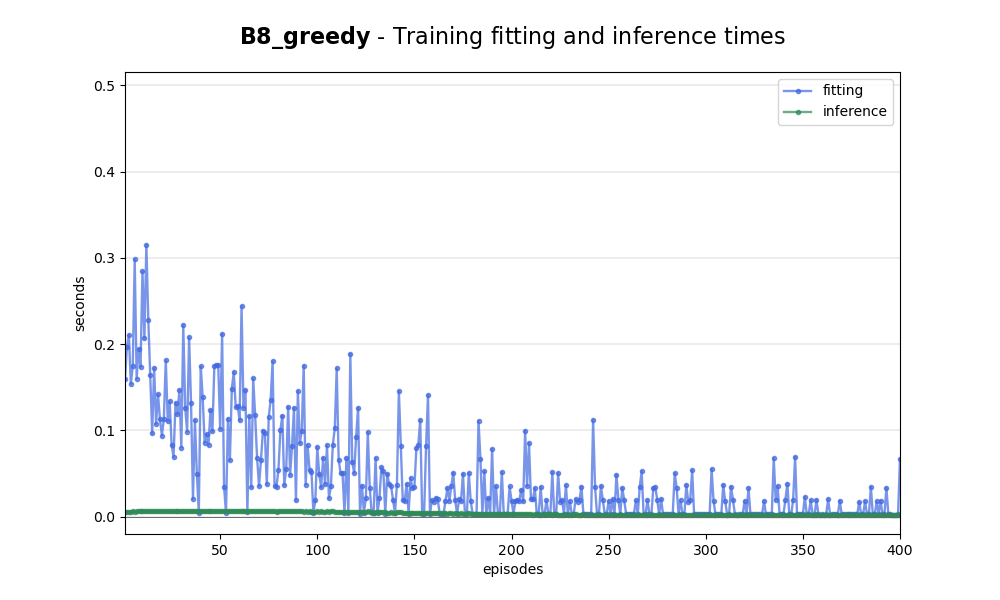 B8_greedy - Training fitting and inference times
fitting
inference
seconds
0.5
0.4
0.3
0.2
0.1
0.0
50 100 150 200 250 300 350 400
episodes